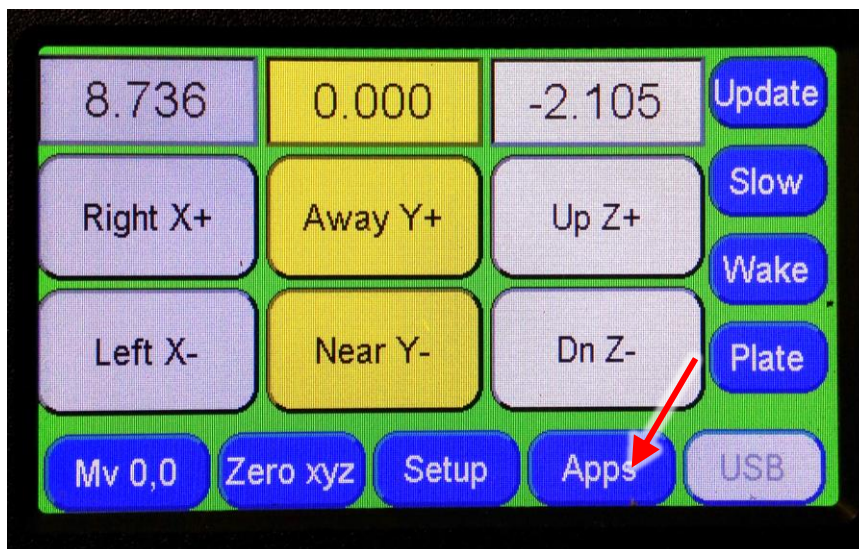 8.736 0.000 -2.105 Update
Right X+ Away Y+ Up Z+ Slow
Wake
Left X- Near Y- Dn Z- Plate
Mv 0,0 Zero xyz Setup Apps USB